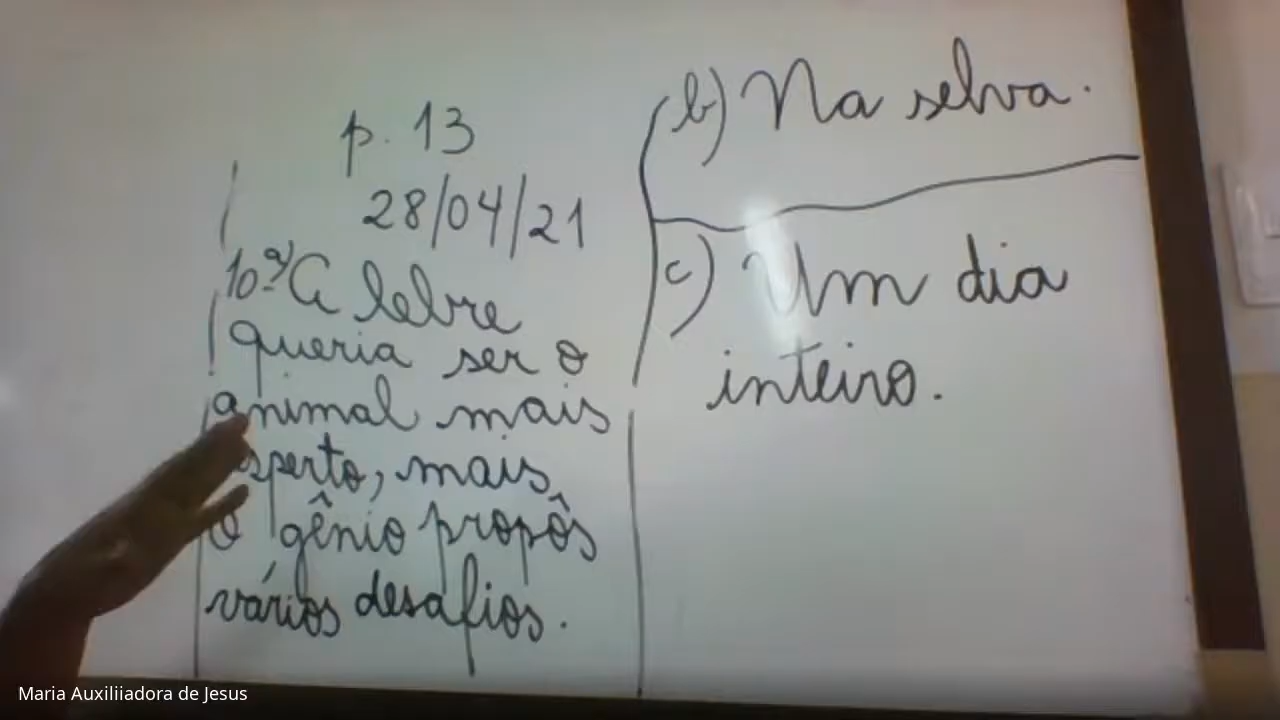 p. 13
28/04/21
10ª a) A lebre
queria ser o
animal mais
esperto, mais
o gênio propôs
vários desafios.
b) Na selva.
c) Um dia
inteiro.
Maria Auxiliiadora de Jesus